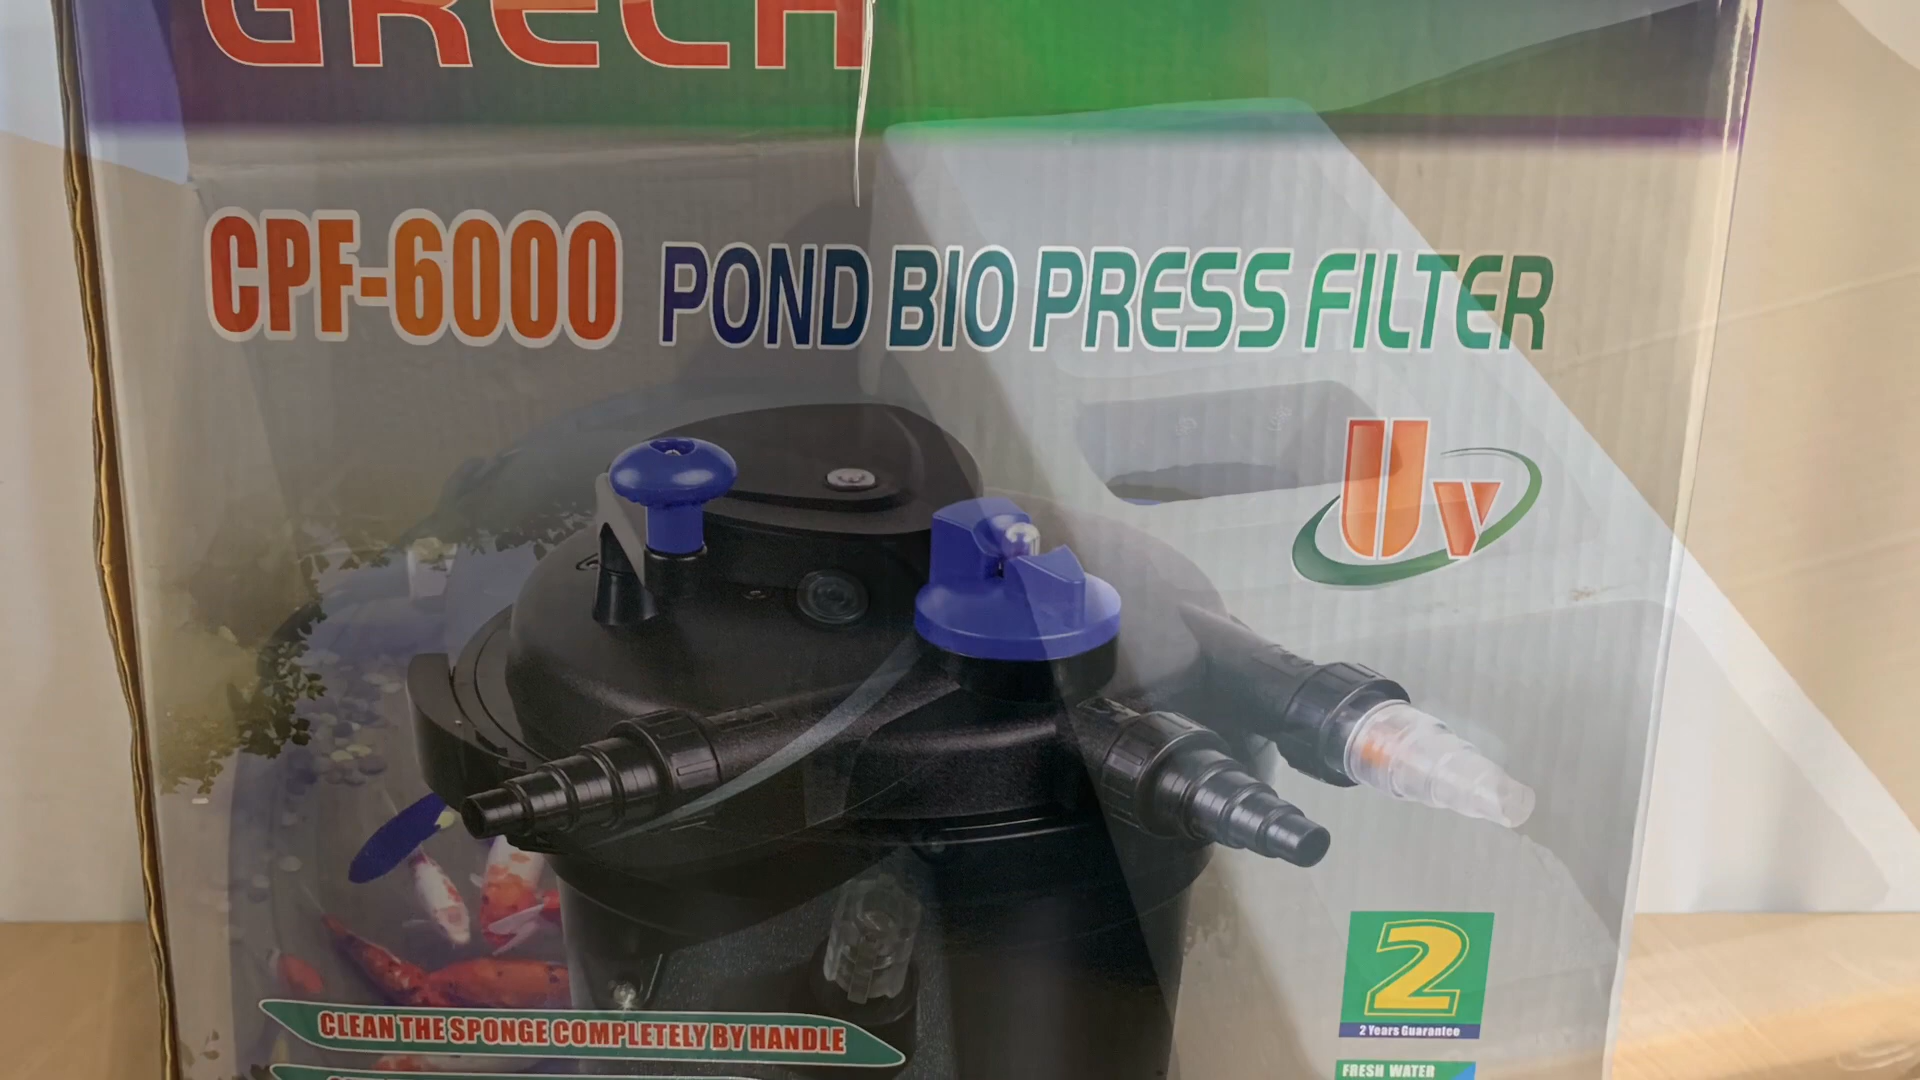 GRECH
CPF-6000 POND BIO PRESS FILTER
UV
2
2 Years Guarantee
CLEAN THE SPONGE COMPLETELY BY HANDLE
FRESH WATER